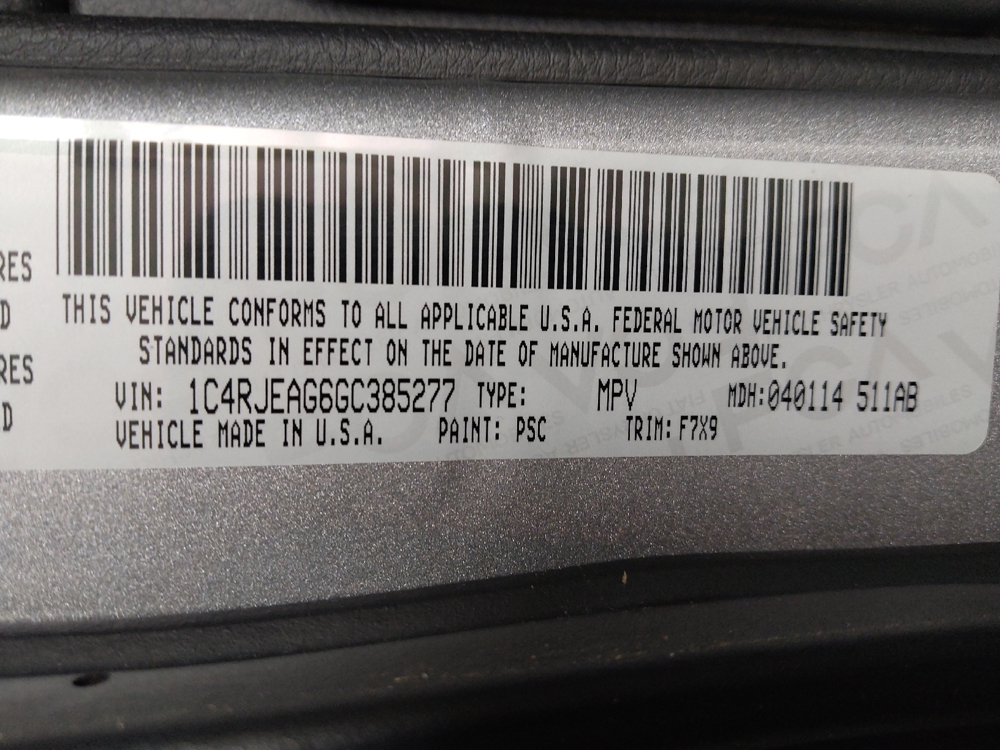 RES
D
RES
D
THIS VEHICLE CONFORMS TO ALL APPLICABLE U.S.A. FEDERAL MOTOR VEHICLE SAFETY
STANDARDS IN EFFECT ON THE DATE OF MANUFACTURE SHOWN ABOVE.
VIN: 1C4RJEAG6GC385277 TYPE: MPV MDH:040114 511AB
VEHICLE MADE IN U.S.A. PAINT: PSC TRIM: F7X9